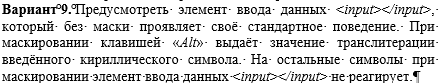 Вариант 9. Предусмотреть элемент ввода данных <input></input>,
который без маски проявляет своё стандартное поведение. При
маскировании клавишей «Alt» выдаёт значение транслитерации
введённого кириллического символа. На остальные символы при
маскировании элемент ввода данных <input></input> не реагирует.¶